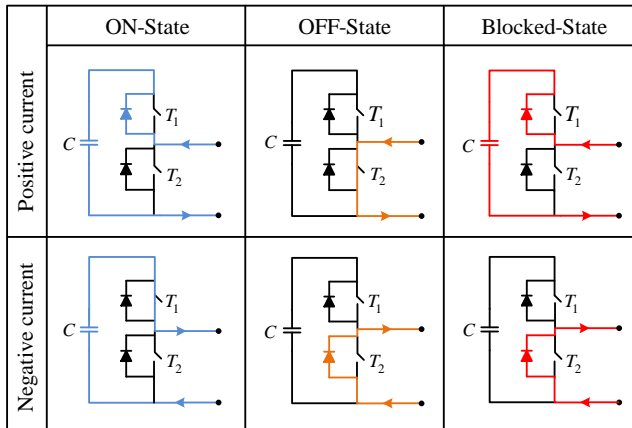 ON-State
OFF-State
Blocked-State
Positive current
C
T1
T2
C
T1
T2
C
T1
T2
Negative current
C
T1
T2
C
T1
T2
C
T1
T2